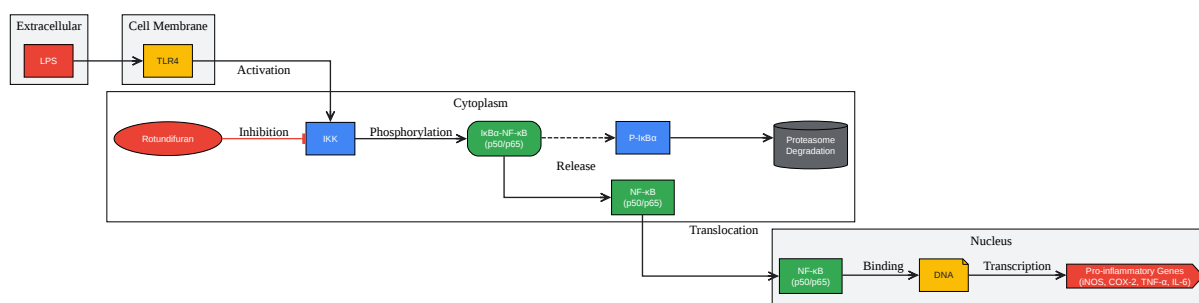 Extracellular
LPS
Cell Membrane
TLR4
Activation
Cytoplasm
Rotundifuran
Inhibition
IKK
Phosphorylation
IκBα-NF-κB
(p50/p65)
P-IκBα
Proteasome
Degradation
Release
NF-κB
(p50/p65)
Translocation
Nucleus
NF-κB
(p50/p65)
Binding
DNA
Transcription
Pro-inflammatory Genes
(iNOS, COX-2, TNF-α, IL-6)